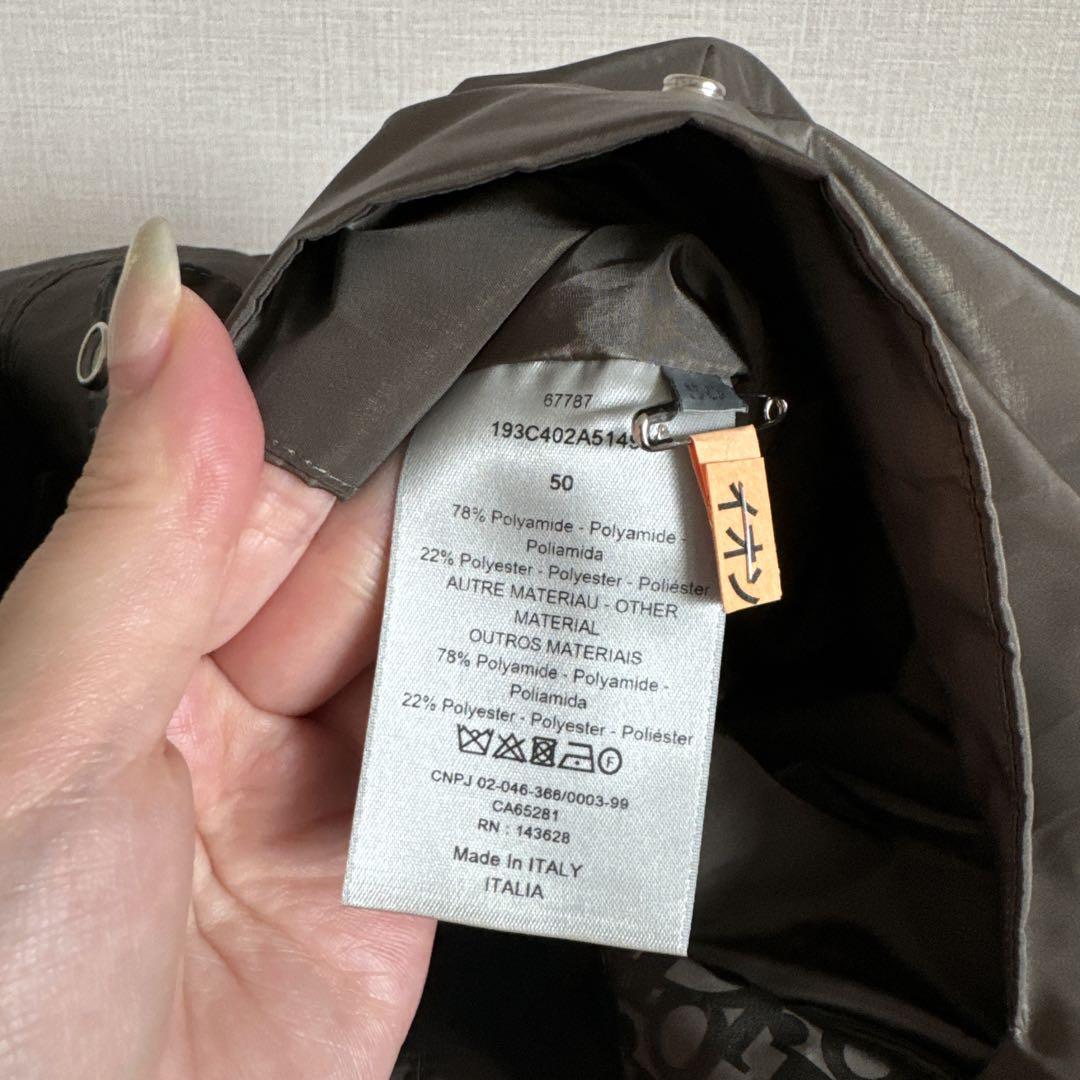 67787
193C402A5149
50
78% Polyamide - Polyamide -
Poliamida
22% Polyester - Polyester - Poliéster
AUTRE MATERIAU - OTHER
MATERIAL
OUTROS MATERIAIS
78% Polyamide - Polyamide -
Poliamida
22% Polyester - Polyester - Poliéster
F
CNPJ 02-046-366/0003-99
CA65281
RN : 143628
Made In ITALY
ITALIA
イオン